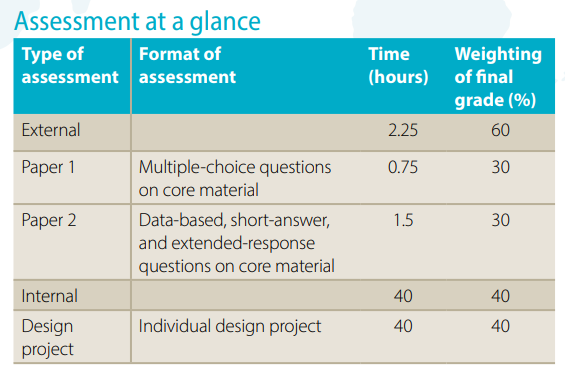 Assessment at a glance
Type of assessment | Format of assessment | Time (hours) | Weighting of final grade (%)
External | | 2.25 | 60
Paper 1 | Multiple-choice questions on core material | 0.75 | 30
Paper 2 | Data-based, short-answer, and extended-response questions on core material | 1.5 | 30
Internal | | 40 | 40
Design project | Individual design project | 40 | 40